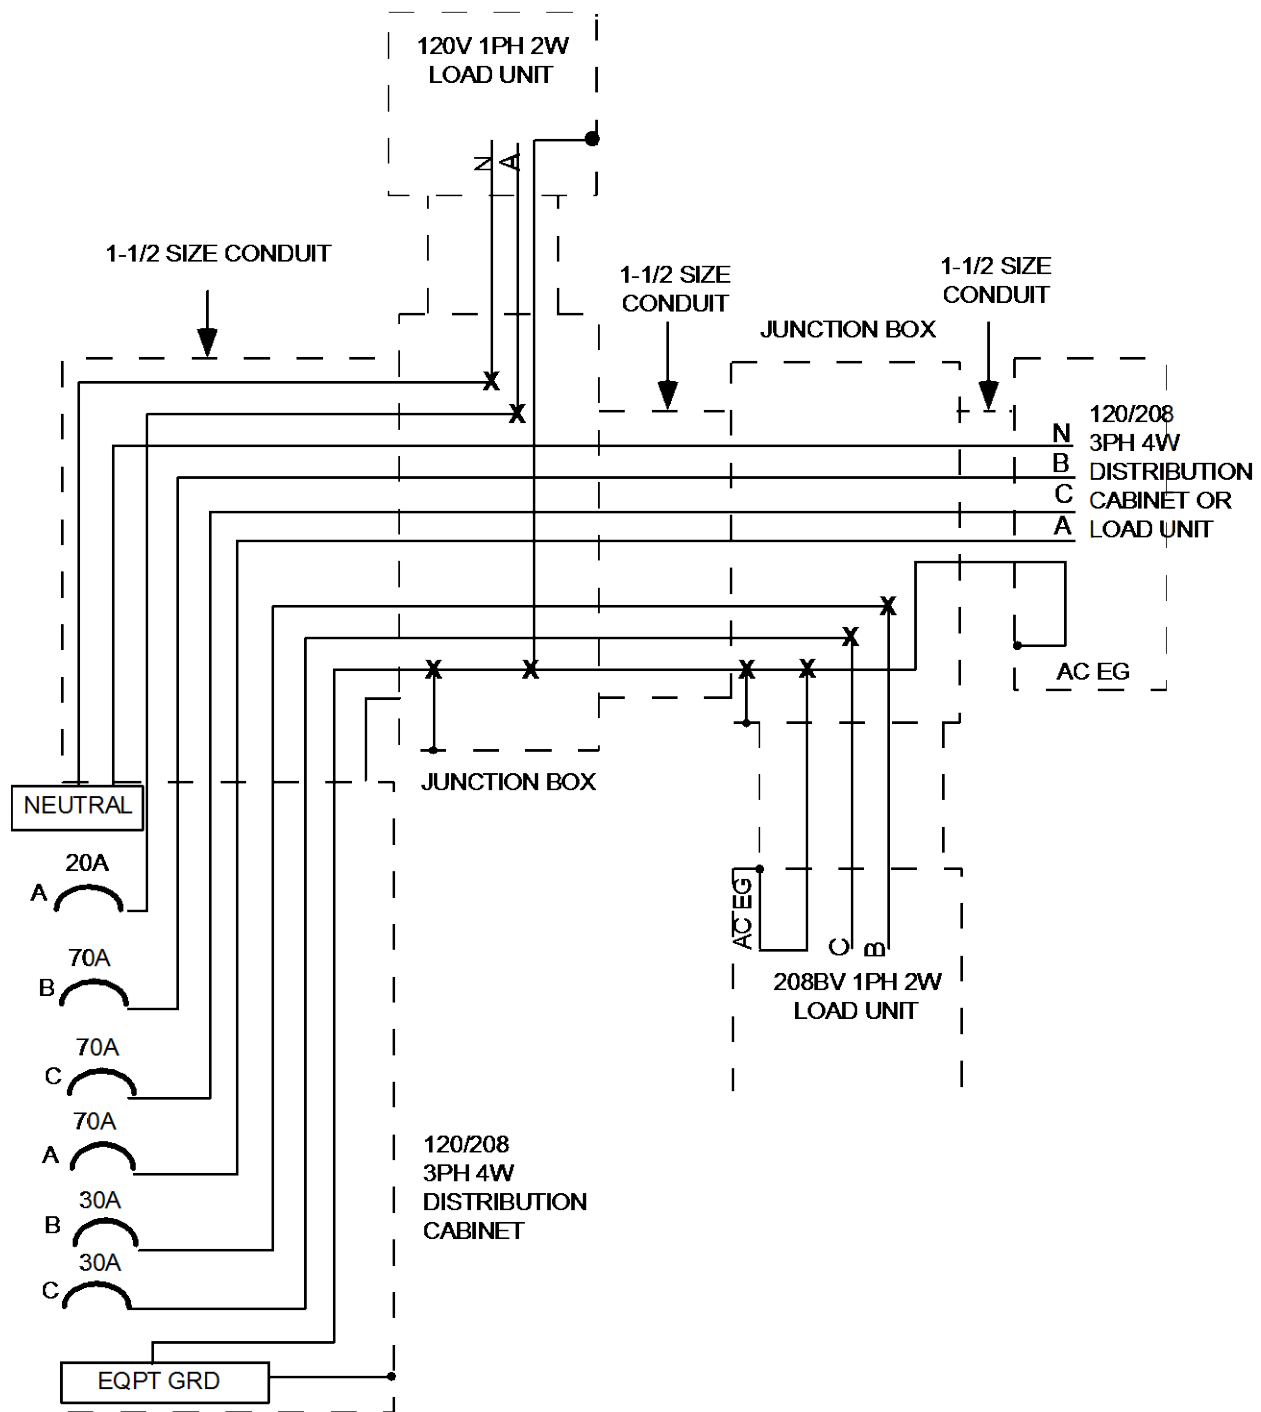 120V 1PH 2W
LOAD UNIT
N
A
1-1/2 SIZE CONDUIT
1-1/2 SIZE
CONDUIT
1-1/2 SIZE
CONDUIT
JUNCTION BOX
X
X
N
B
C
A
120/208
3PH 4W
DISTRIBUTION
CABINET OR
LOAD UNIT
X
X
X
X
X
X
AC EG
JUNCTION BOX
NEUTRAL
20A
A
70A
B
70A
C
70A
A
30A
B
30A
C
AC EG
C
B
208BV 1PH 2W
LOAD UNIT
120/208
3PH 4W
DISTRIBUTION
CABINET
EQPT GRD